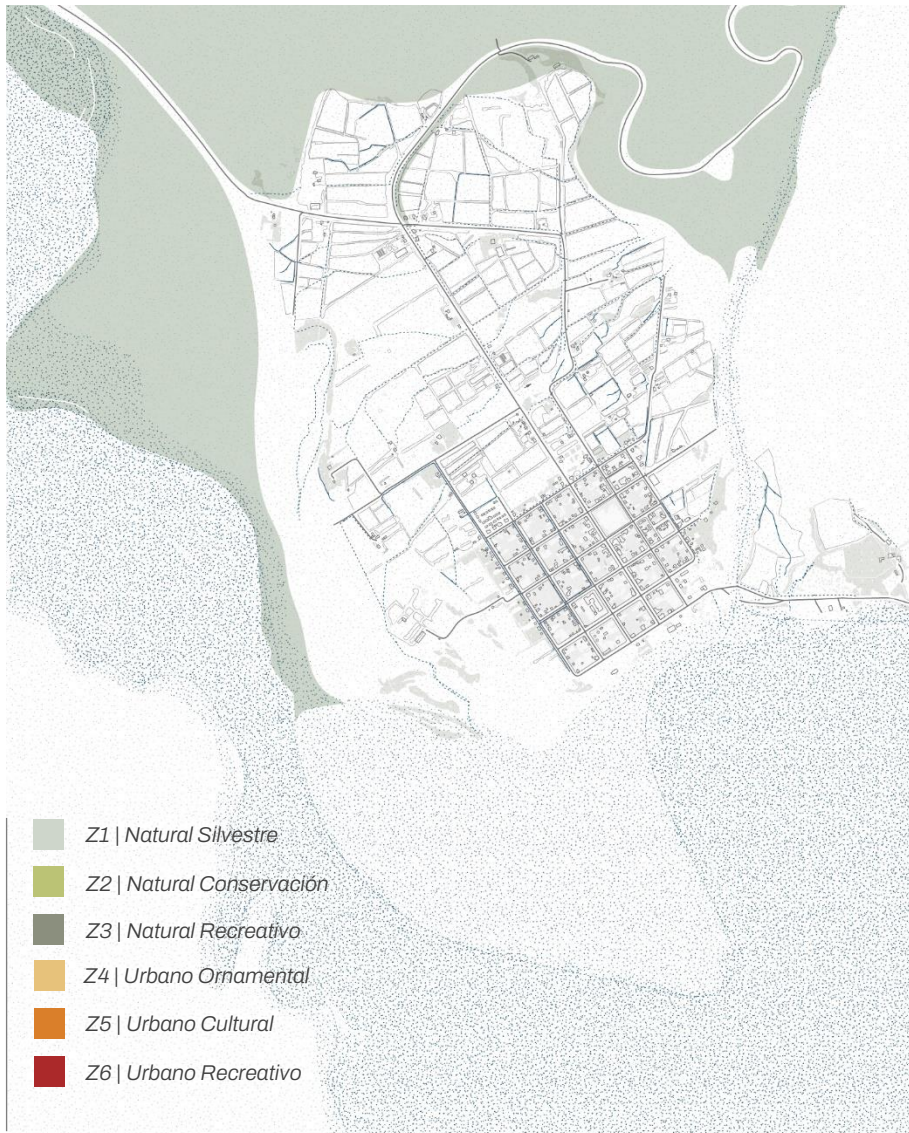 Z1 | Natural Silvestre
Z2 | Natural Conservación
Z3 | Natural Recreativo
Z4 | Urbano Ornamental
Z5 | Urbano Cultural
Z6 | Urbano Recreativo